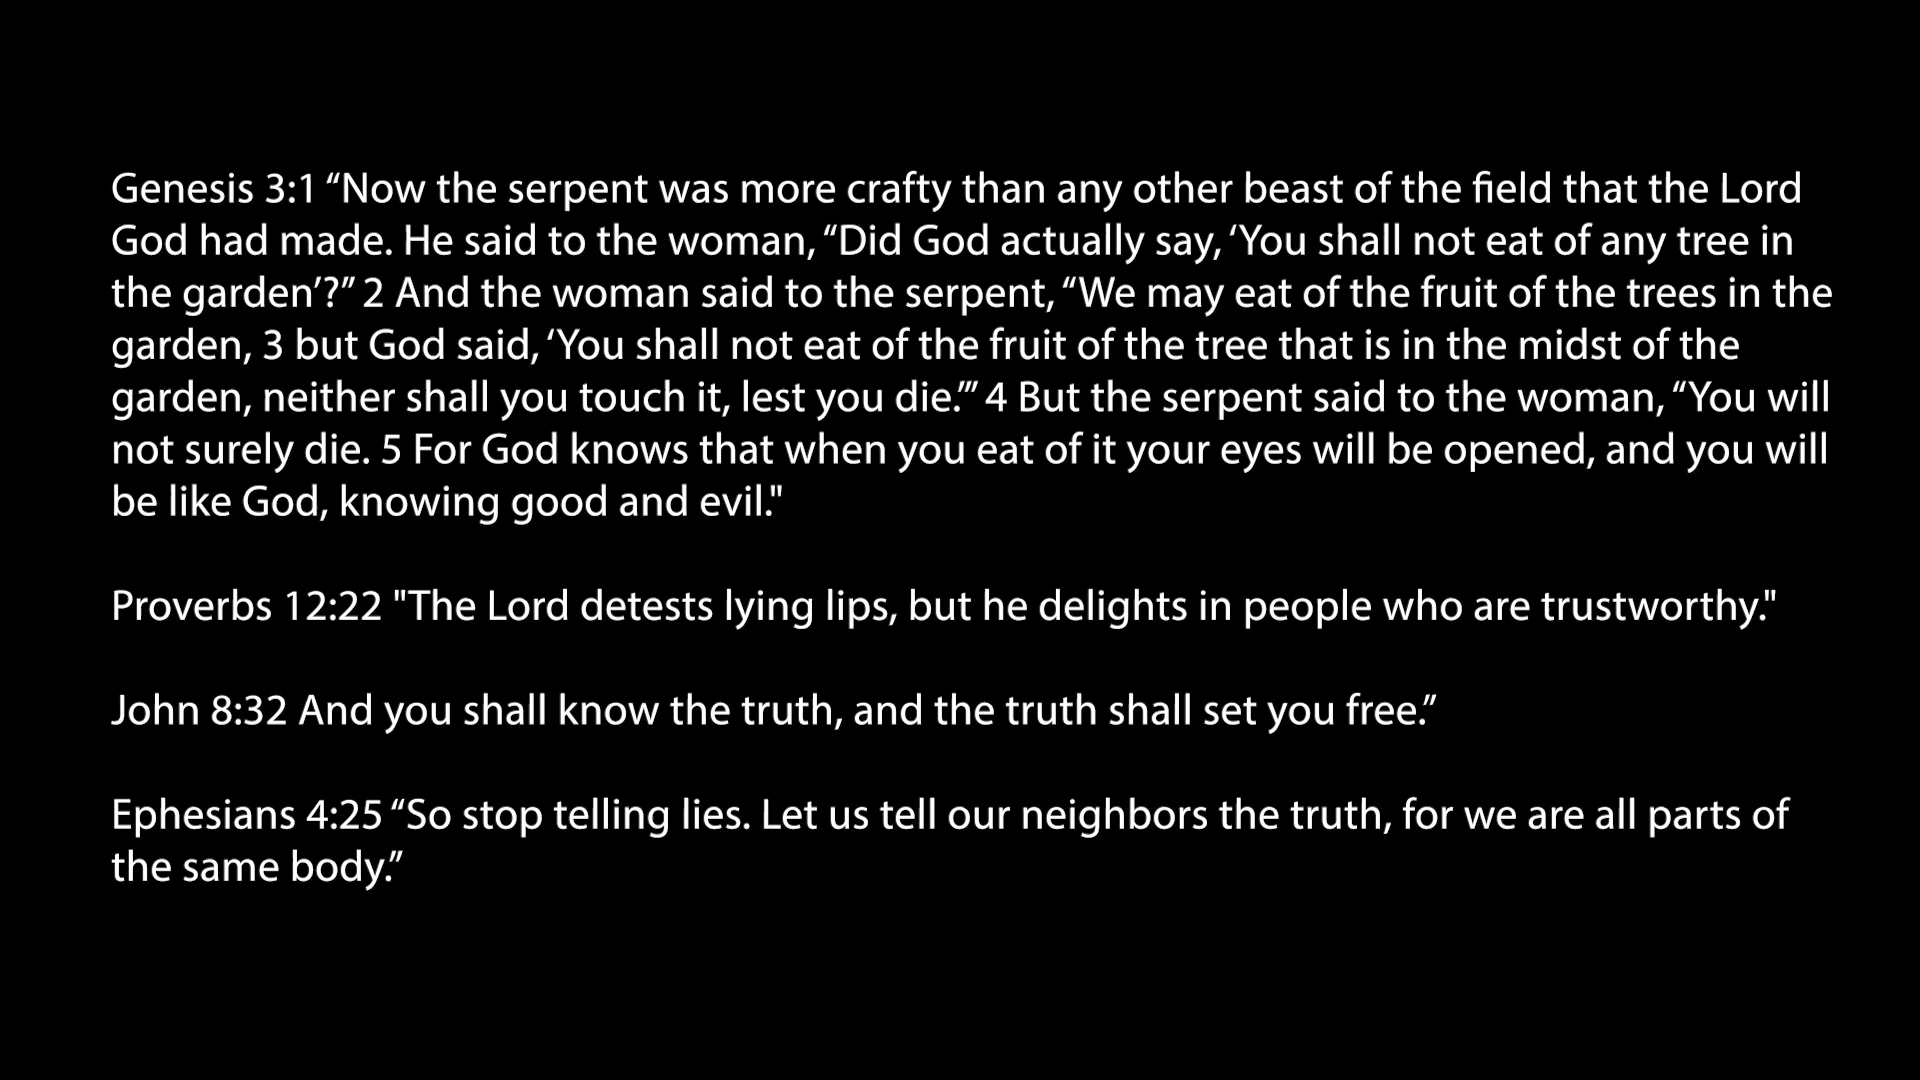 Genesis 3:1 “Now the serpent was more crafty than any other beast of the field that the Lord
God had made. He said to the woman, “Did God actually say, ‘You shall not eat of any tree in
the garden’?” 2 And the woman said to the serpent, “We may eat of the fruit of the trees in the
garden, 3 but God said, ‘You shall not eat of the fruit of the tree that is in the midst of the
garden, neither shall you touch it, lest you die.’” 4 But the serpent said to the woman, “You will
not surely die. 5 For God knows that when you eat of it your eyes will be opened, and you will
be like God, knowing good and evil."
Proverbs 12:22 "The Lord detests lying lips, but he delights in people who are trustworthy."
John 8:32 And you shall know the truth, and the truth shall set you free.”
Ephesians 4:25 “So stop telling lies. Let us tell our neighbors the truth, for we are all parts of
the same body.”